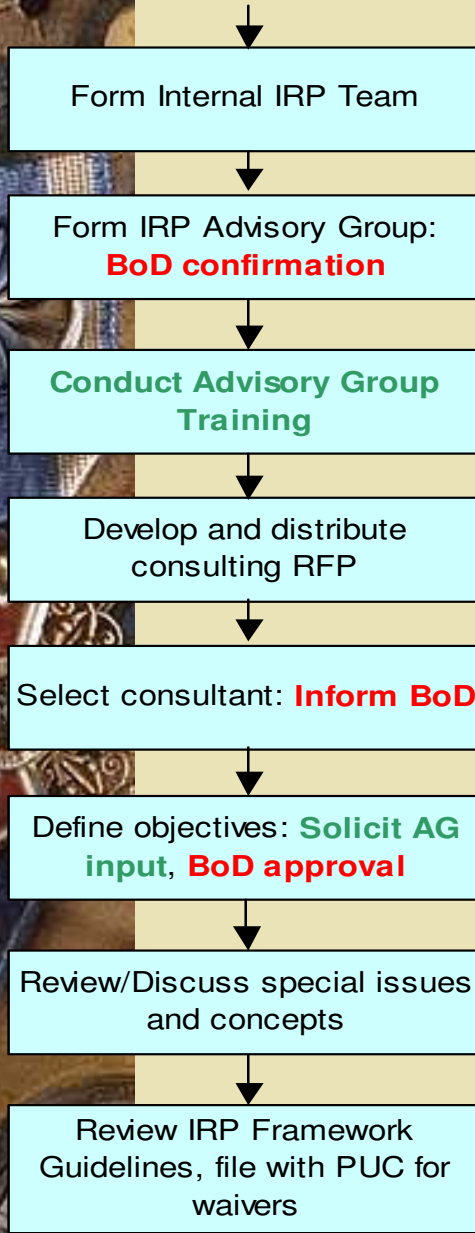 Form Internal IRP Team
Form IRP Advisory Group:
BoD confirmation
Conduct Advisory Group
Training
Develop and distribute
consulting RFP
Select consultant: Inform BoD
Define objectives: Solicit AG
input, BoD approval
Review/Discuss special issues
and concepts
Review IRP Framework
Guidelines, file with PUC for
waivers